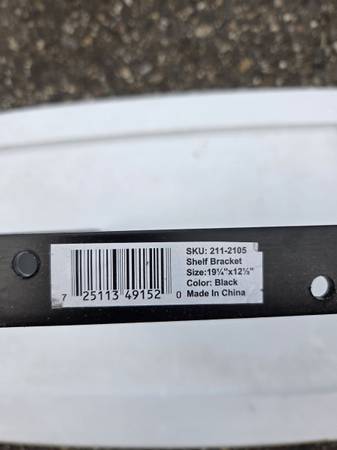 SKU: 211-2105
Shelf Bracket
Size:19¼"x12½"
Color: Black
Made In China
7 25113 49152 0